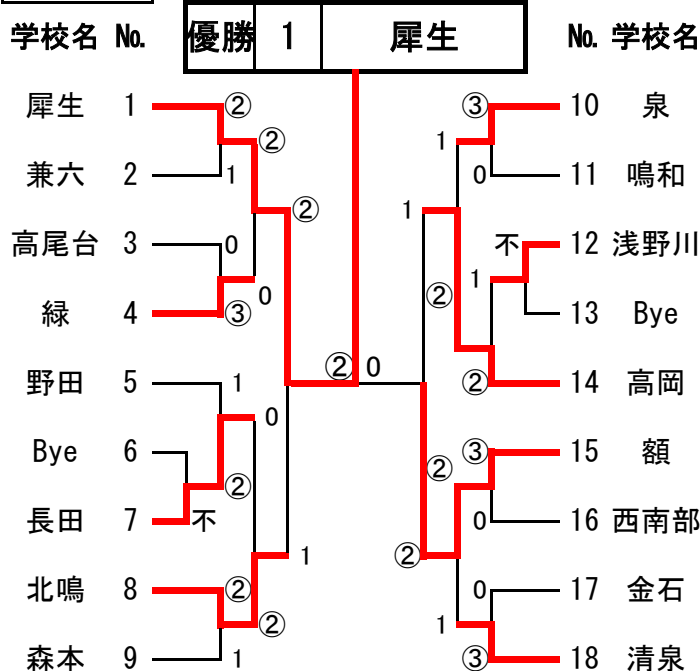 学校名 No. 優勝 1 犀生 No. 学校名
犀生 1 ② ③ 10 泉
② 1
兼六 2 1 0 11 鳴和
② 1
高尾台 3 0 不 12 浅野川
0 ② 1
緑 4 ③ 13 Bye
② 0
野田 5 1 ② 14 高岡
0
Bye 6 ② ③ 15 額
②
長田 7 不 0 16 西南部
1 ②
北鳴 8 ② 0 17 金石
② 1
森本 9 1 ③ 18 清泉